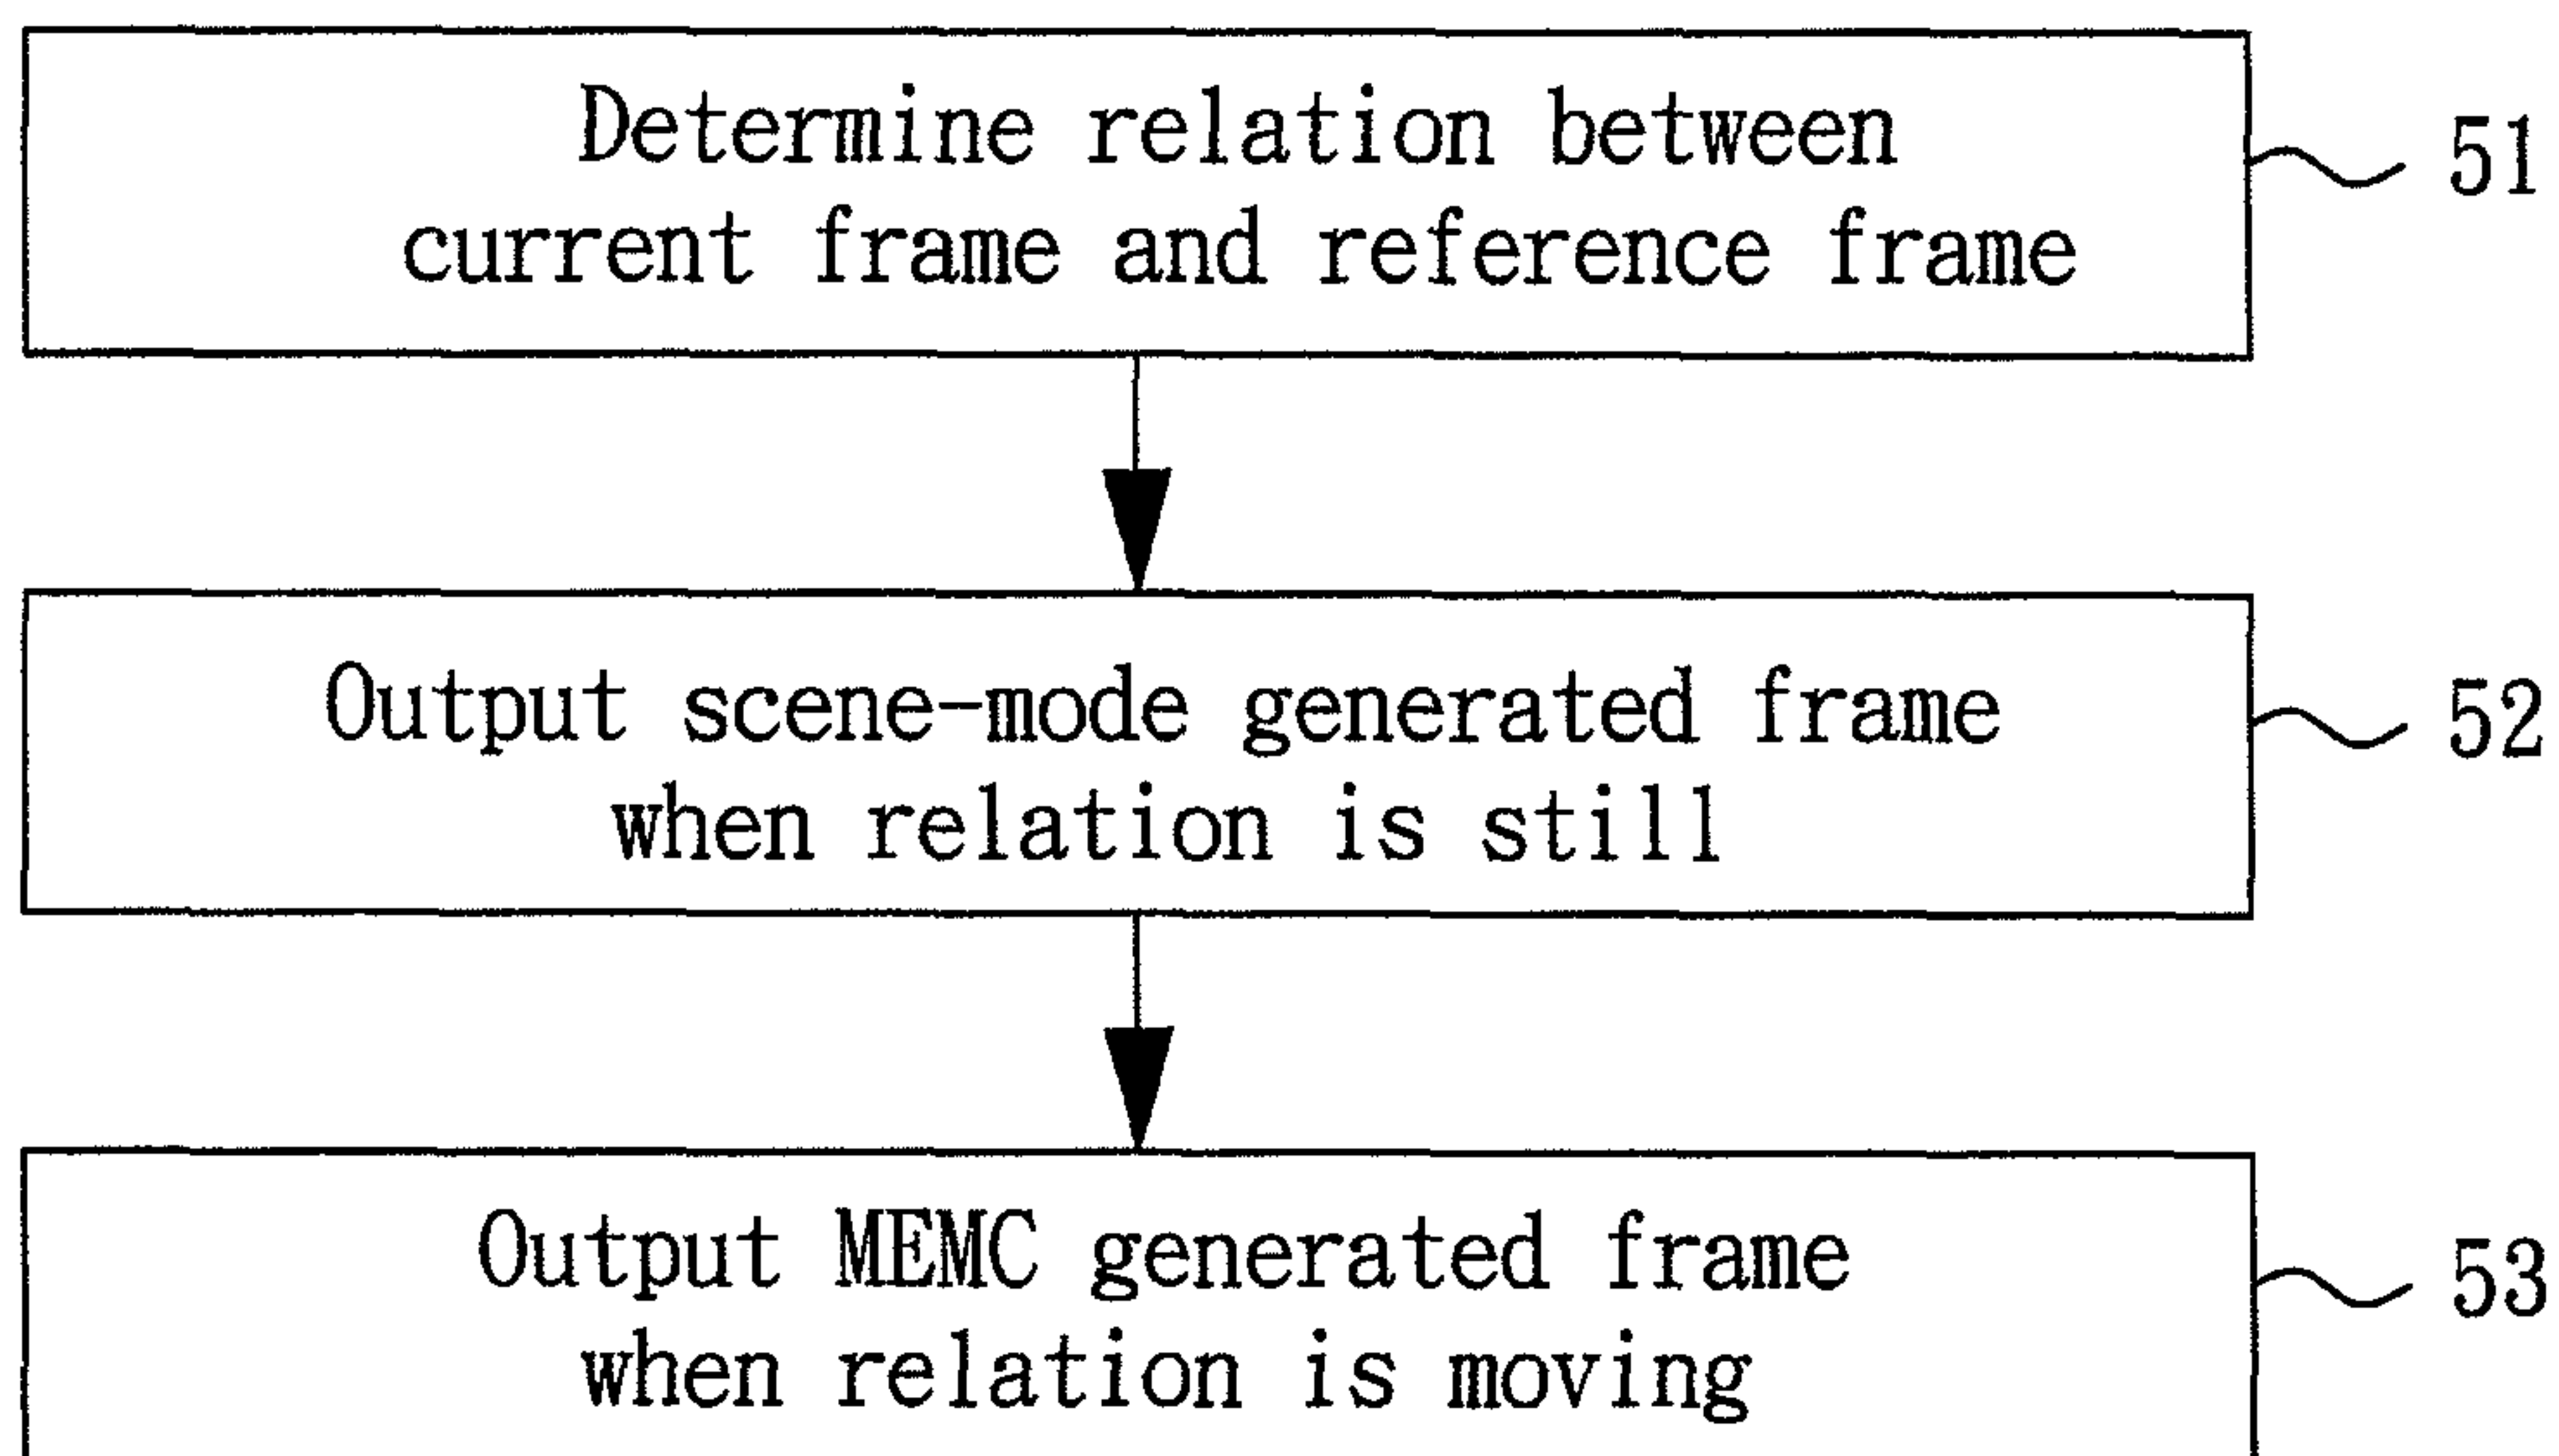 Determine relation between
current frame and reference frame
51
Output scene-mode generated frame
when relation is still
52
Output MEMC generated frame
when relation is moving
53